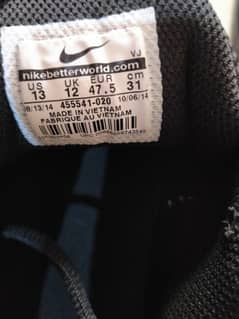 VJ
nikebetterworld.com
US UK EUR cm
13 12 47.5 31
08/13/14 455541-020 10/06/14
MADE IN VIETNAM
FABRIQUE AU VIETNAM